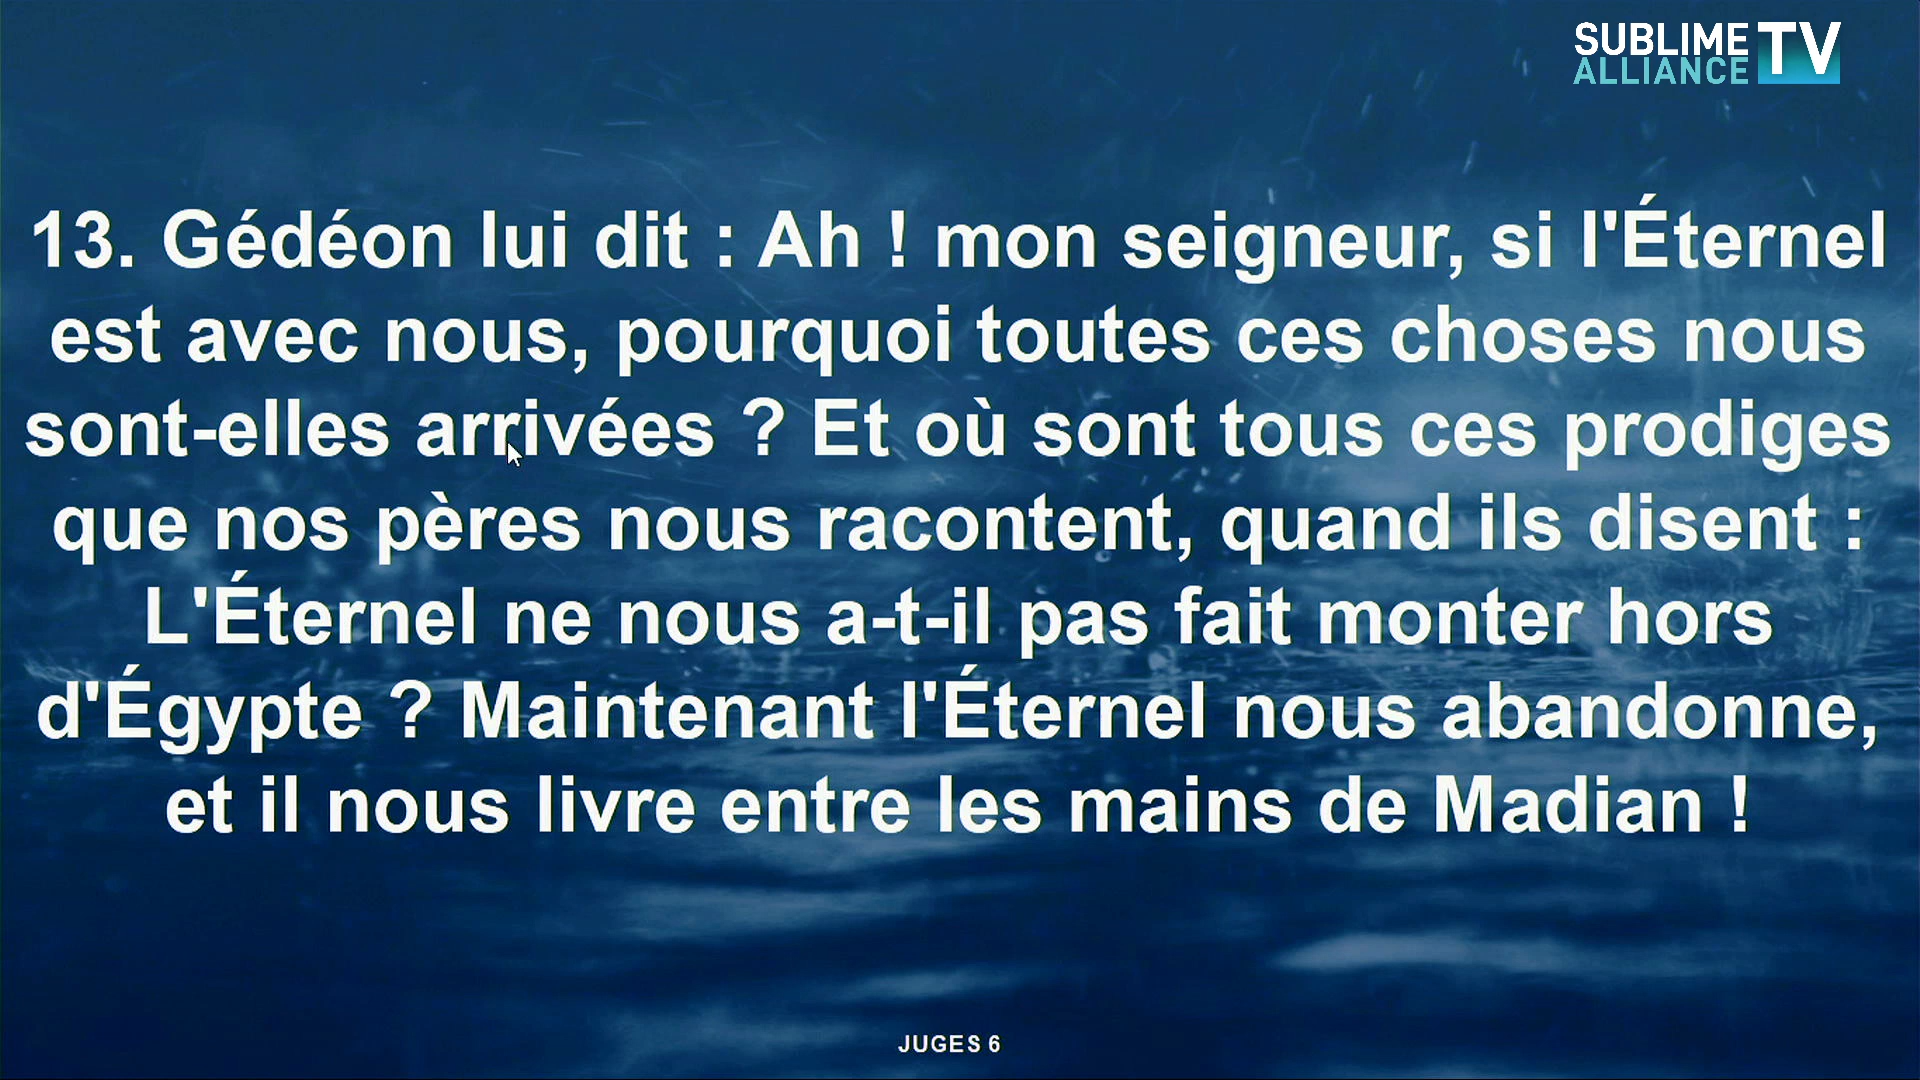 SUBLIME TV
ALLIANCE
13. Gédéon lui dit : Ah ! mon seigneur, si l'Éternel
est avec nous, pourquoi toutes ces choses nous
sont-elles arrivées ? Et où sont tous ces prodiges
que nos pères nous racontent, quand ils disent :
L'Éternel ne nous a-t-il pas fait monter hors
d'Égypte ? Maintenant l'Éternel nous abandonne,
et il nous livre entre les mains de Madian !
JUGES 6